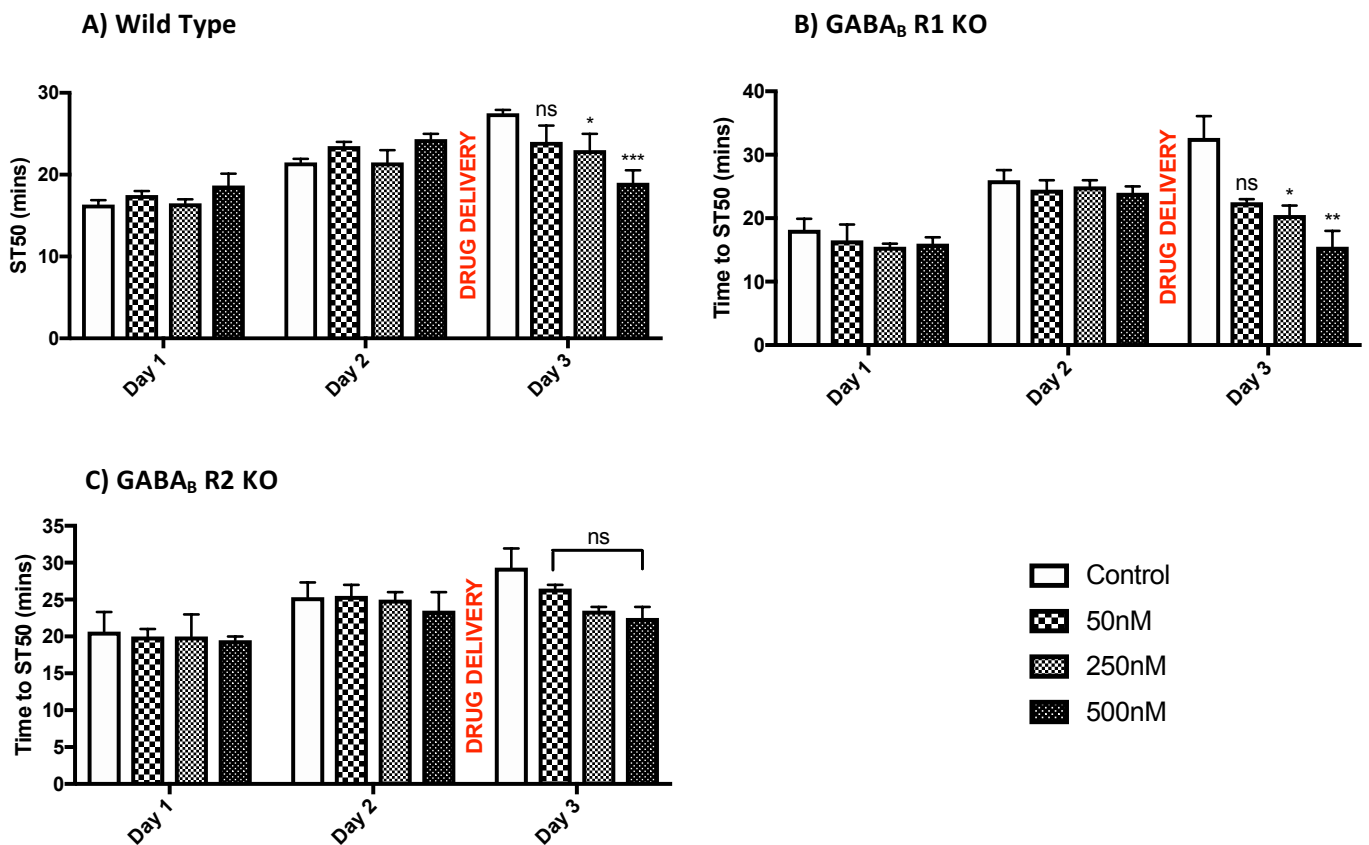 A) Wild Type
ST50 (mins)
30
20
10
0
DRUG DELIVERY
ns
*
***
Day 1
Day 2
Day 3
B) GABA_B R1 KO
Time to ST50 (mins)
40
30
20
10
0
DRUG DELIVERY
ns
*
**
Day 1
Day 2
Day 3
C) GABA_B R2 KO
Time to ST50 (mins)
35
30
25
20
15
10
5
0
DRUG DELIVERY
ns
Day 1
Day 2
Day 3
Control
50nM
250nM
500nM